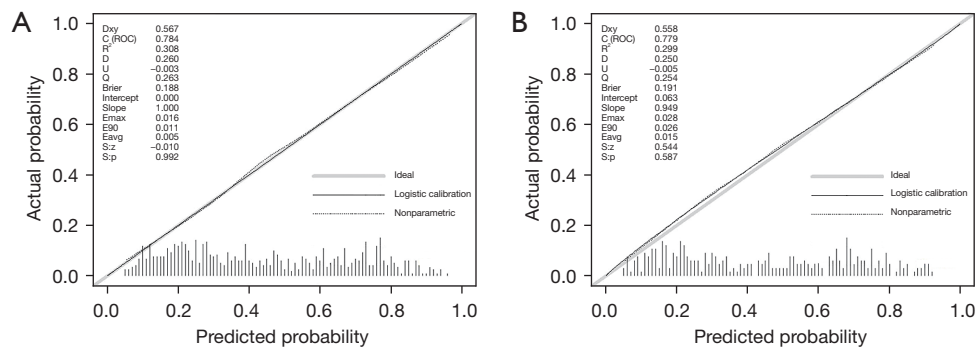 A
Actual probability
1.0
0.8
0.6
0.4
0.2
0.0
Dxy 0.567
C (ROC) 0.784
R² 0.308
D 0.260
U −0.003
Q 0.263
Brier 0.188
Intercept 0.000
Slope 1.000
Emax 0.016
E90 0.011
Eavg 0.005
S:z −0.010
S:p 0.992
Ideal
Logistic calibration
Nonparametric
0.0 0.2 0.4 0.6 0.8 1.0
Predicted probability
B
Actual probability
1.0
0.8
0.6
0.4
0.2
0.0
Dxy 0.558
C (ROC) 0.779
R² 0.299
D 0.250
U −0.005
Q 0.254
Brier 0.191
Intercept 0.063
Slope 0.949
Emax 0.028
E90 0.026
Eavg 0.015
S:z 0.544
S:p 0.587
Ideal
Logistic calibration
Nonparametric
0.0 0.2 0.4 0.6 0.8 1.0
Predicted probability